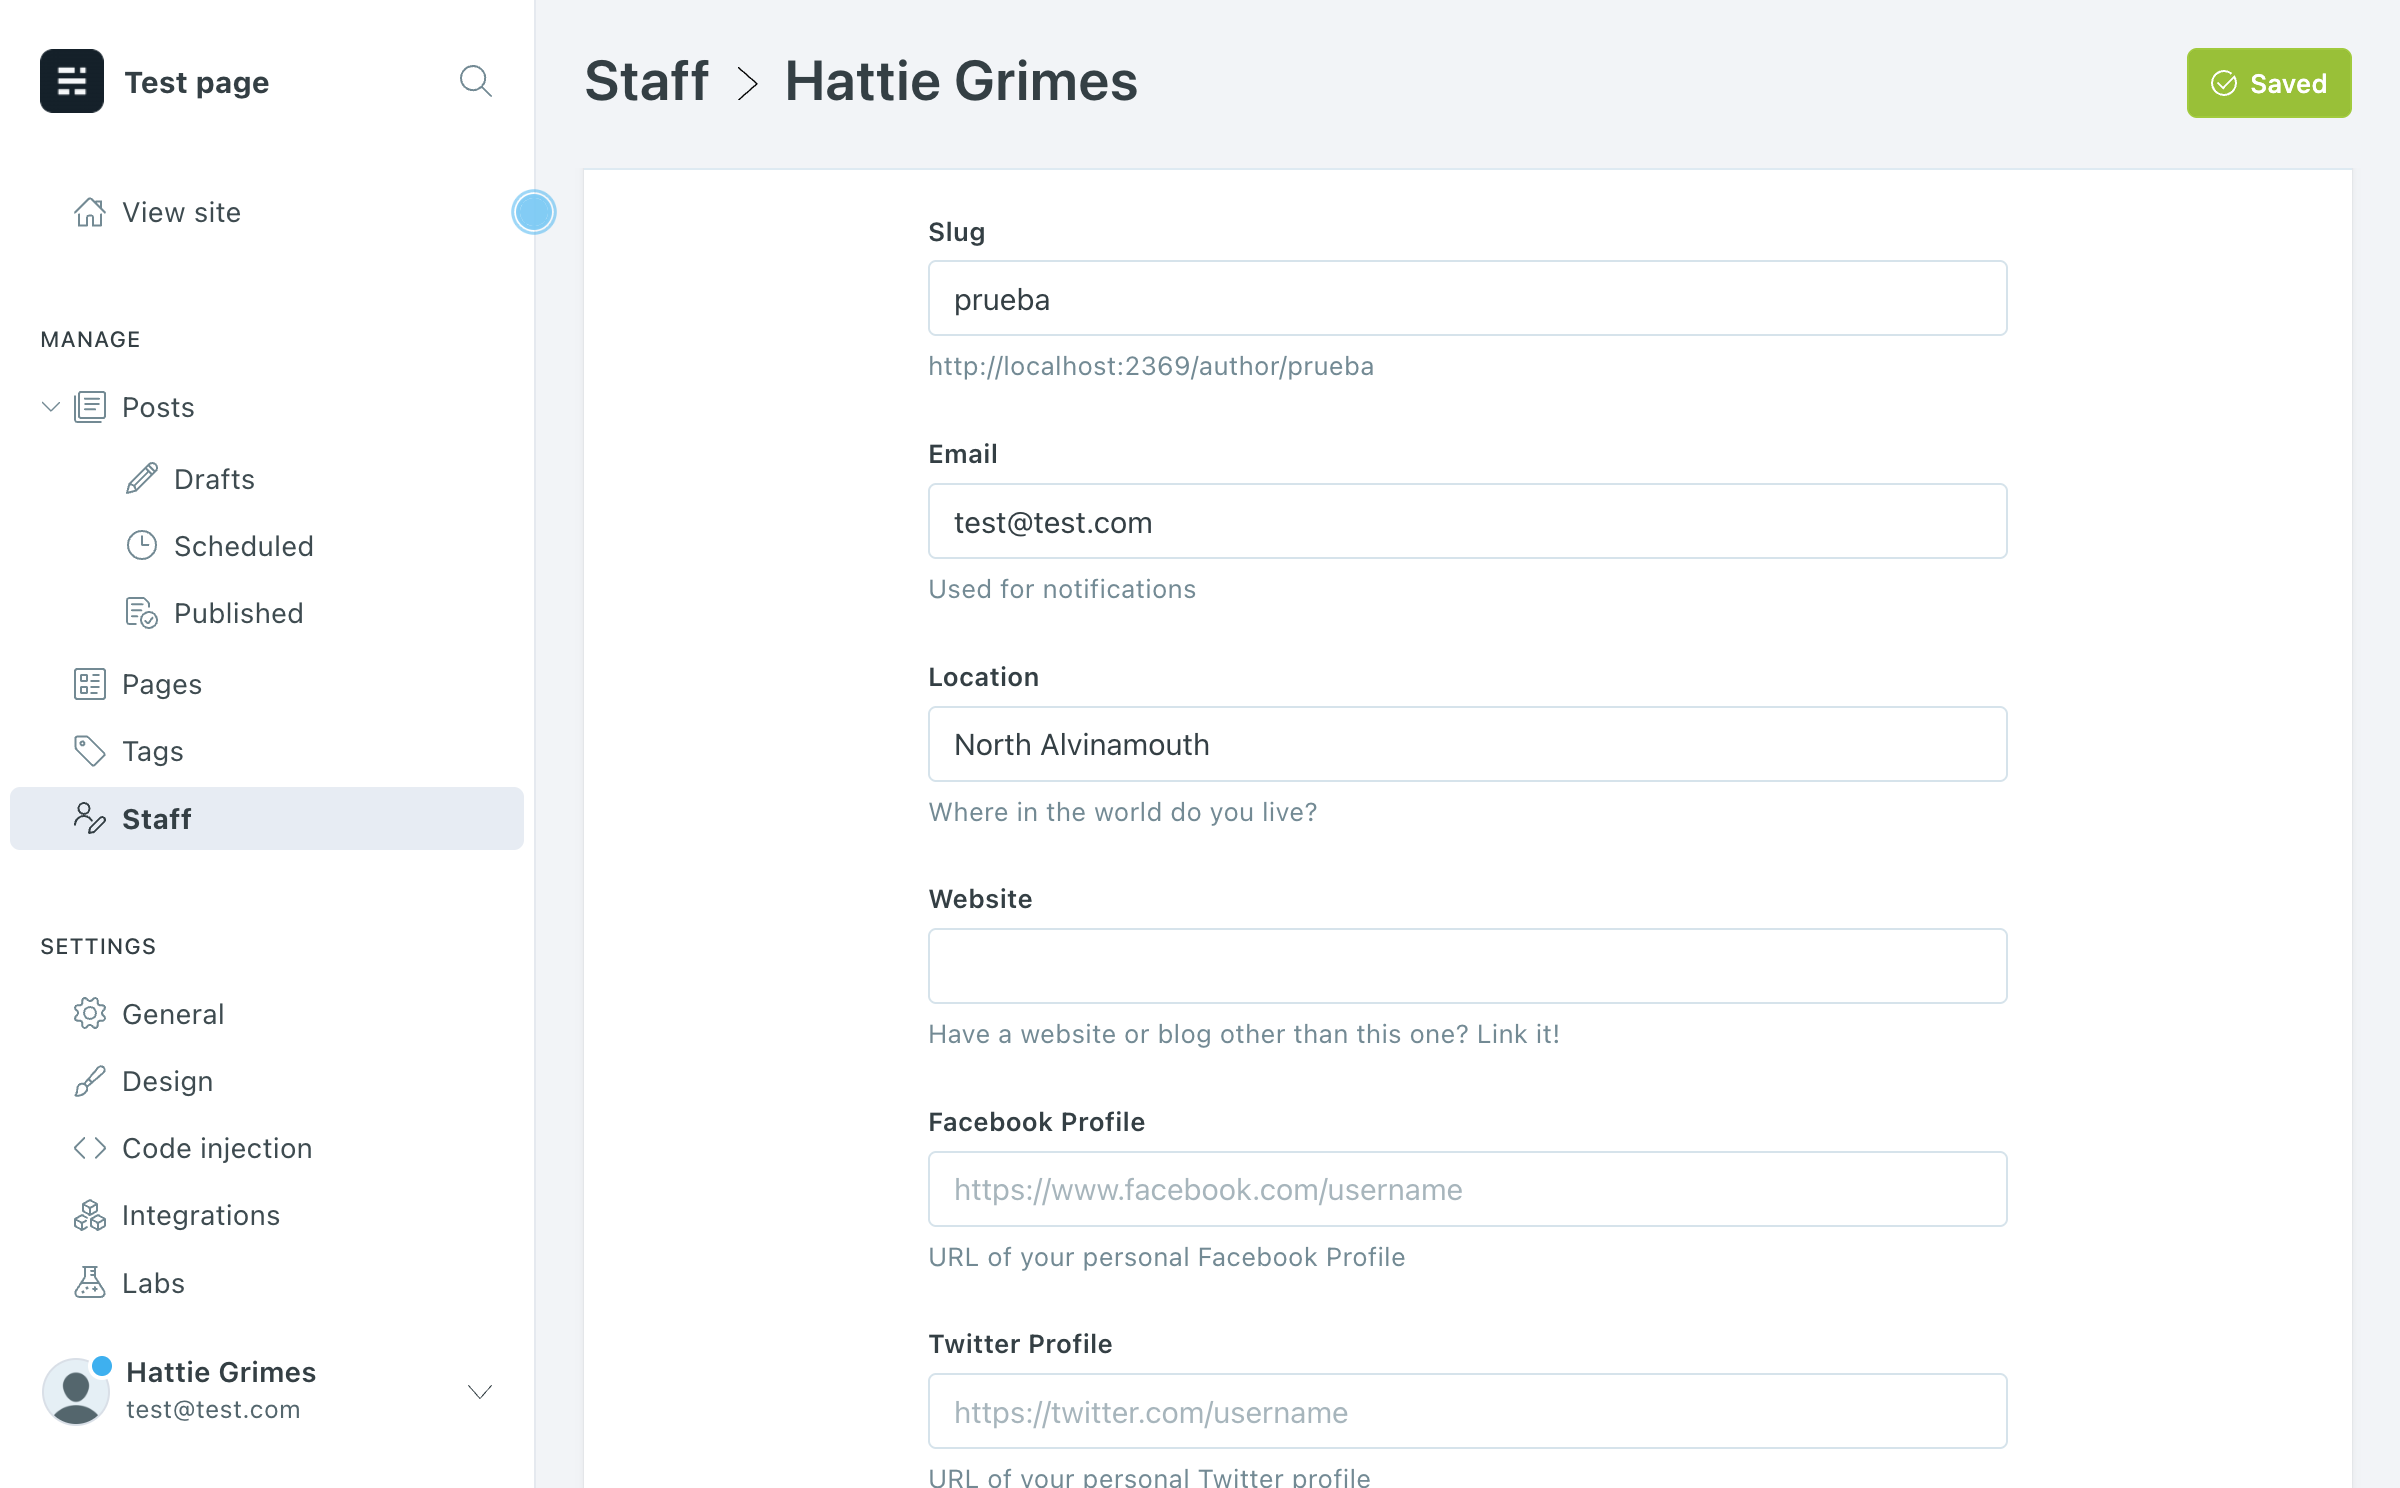 Test page
View site
MANAGE
Posts
Drafts
Scheduled
Published
Pages
Tags
Staff
SETTINGS
General
Design
Code injection
Integrations
Labs
Hattie Grimes
test@test.com
Staff > Hattie Grimes
Saved
Slug
prueba
http://localhost:2369/author/prueba
Email
test@test.com
Used for notifications
Location
North Alvinamouth
Where in the world do you live?
Website
Have a website or blog other than this one? Link it!
Facebook Profile
https://www.facebook.com/username
URL of your personal Facebook Profile
Twitter Profile
https://twitter.com/username
URL of your personal Twitter profile